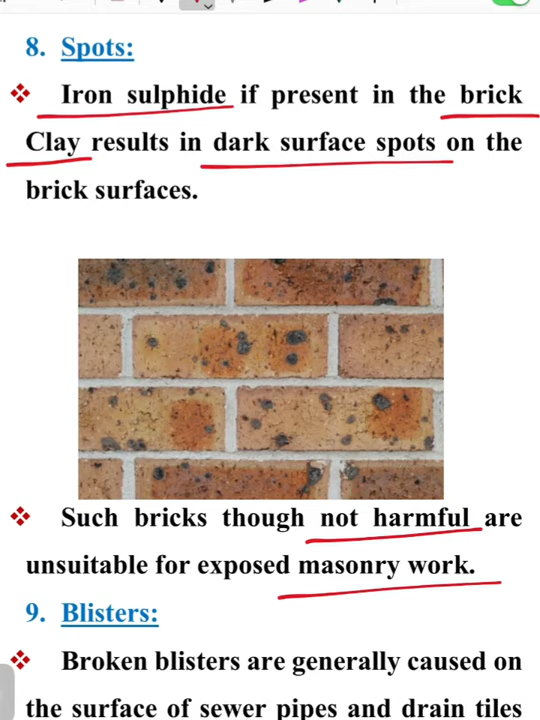 8. Spots:
❖ Iron sulphide if present in the brick
Clay results in dark surface spots on the
brick surfaces.
❖ Such bricks though not harmful are
unsuitable for exposed masonry work.
9. Blisters:
❖ Broken blisters are generally caused on
the surface of sewer pipes and drain tiles